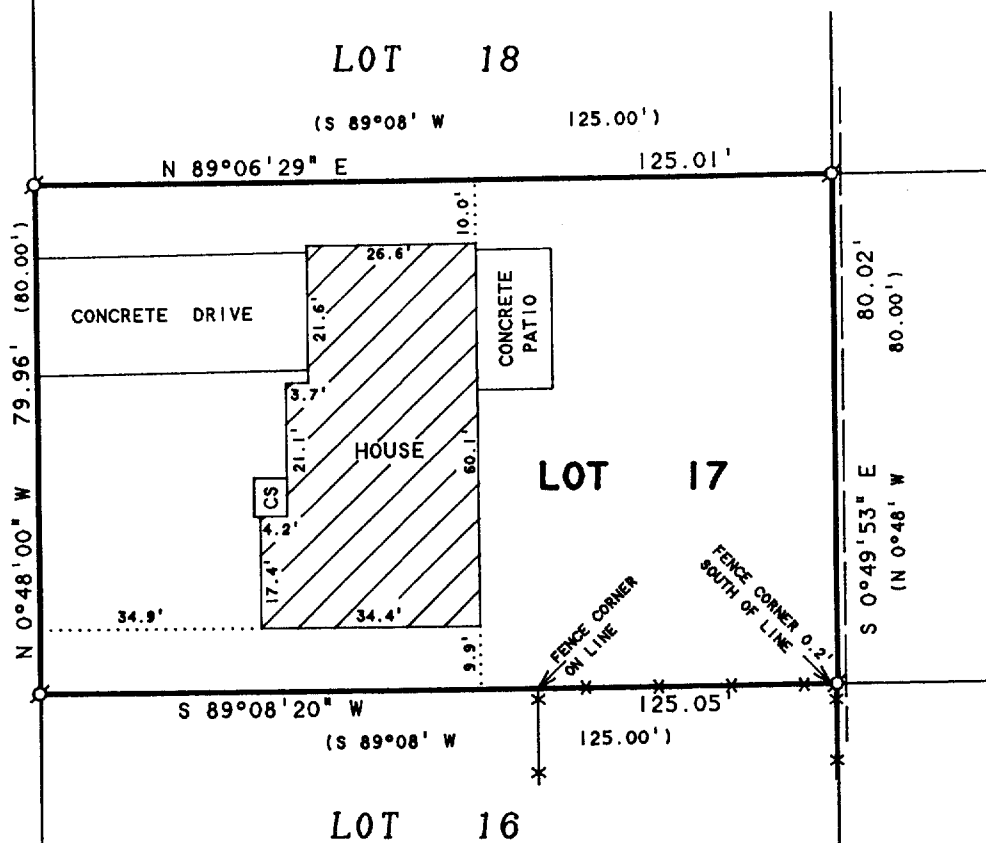 LOT 18
(S 89°08' W 125.00')
N 89°06'29" E 125.01'
10.0'
26.6'
CONCRETE DRIVE
21.6'
CONCRETE
PATIO
N 0°48'00" W 79.96' (80.00')
80.02'
80.00')
3.7'
21.1'
HOUSE
60.1'
LOT 17
CS
4.2'
17.4'
34.9'
34.4'
9.9'
FENCE CORNER
ON LINE
FENCE CORNER 0.2'
SOUTH OF LINE
S 0°49'53" E
(N 0°48' W
S 89°08'20" W 125.05'
(S 89°08' W 125.00')
LOT 16